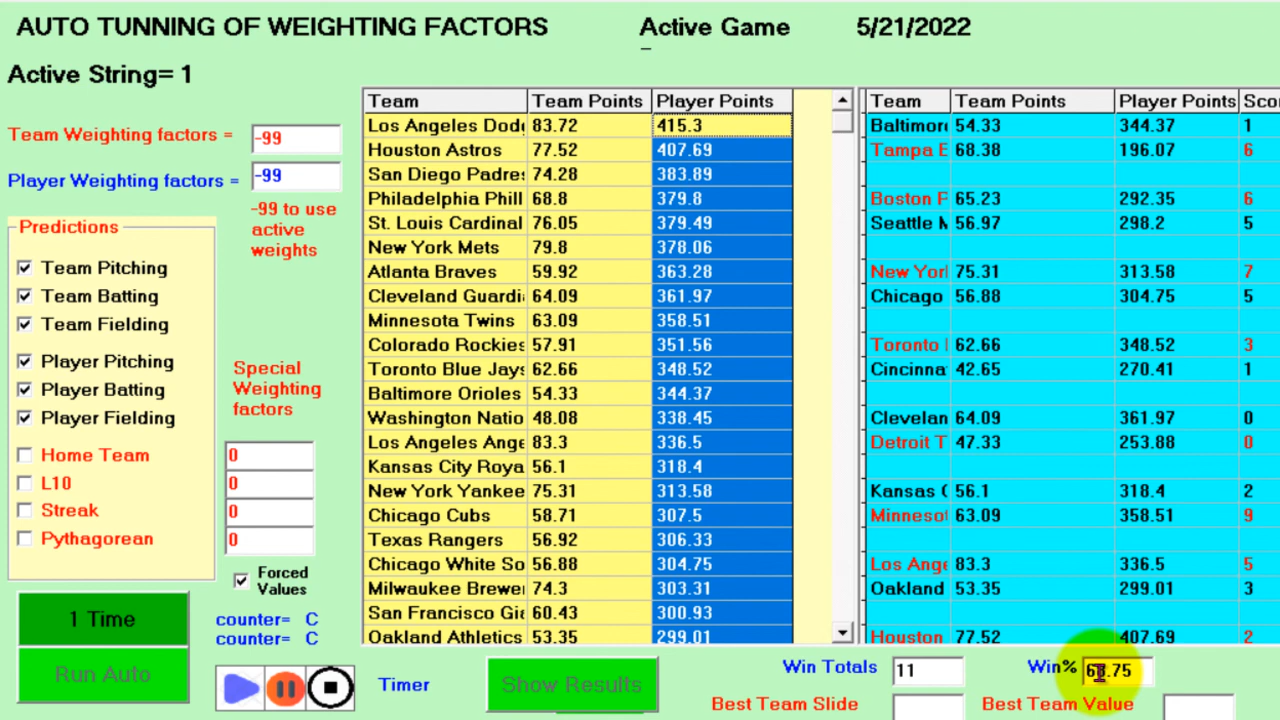 AUTO TUNNING OF WEIGHTING FACTORS Active Game 5/21/2022
Active String= 1
Team Weighting factors = -99
Player Weighting factors = -99
-99 to use
active
weights
Predictions
Team Pitching
Team Batting
Team Fielding
Player Pitching
Player Batting
Player Fielding
Home Team
L10
Streak
Pythagorean
Special
Weighting
factors
0
0
0
0
Forced
Values
1 Time
Run Auto
counter= C
counter= C
Timer
Team Team Points Player Points
Los Angeles Dod 83.72 415.3
Houston Astros 77.52 407.69
San Diego Padre 74.28 383.89
Philadelphia Phill 68.8 379.8
St. Louis Cardinal 76.05 379.49
New York Mets 79.8 378.06
Atlanta Braves 59.92 363.28
Cleveland Guardi 64.09 361.97
Minnesota Twins 63.09 358.51
Colorado Rockies 57.91 351.56
Toronto Blue Jays 62.66 348.52
Baltimore Orioles 54.33 344.37
Washington Natio 48.08 338.45
Los Angeles Ange 83.3 336.5
Kansas City Roya 56.1 318.4
New York Yankee 75.31 313.58
Chicago Cubs 58.71 307.5
Texas Rangers 56.92 306.33
Chicago White So 56.88 304.75
Milwaukee Brewe 74.3 303.31
San Francisco Gi 60.43 300.93
Oakland Athletics 53.35 299.01
Team Team Points Player Points Sco
Baltimor 54.33 344.37 1
Tampa 68.38 196.07 6
Boston 65.23 292.35 6
Seattle 56.97 298.2 5
New Yor 75.31 313.58 7
Chicago 56.88 304.75 5
Toronto 62.66 348.52 3
Cincinna 42.65 270.41 1
Clevelan 64.09 361.97 0
Detroit T 47.33 253.88 0
Kansas 56.1 318.4 2
Minneso 63.09 358.51 9
Los Ang 83.3 336.5 5
Oakland 53.35 299.01 3
Houston 77.52 407.69 2
Show Results
Win Totals 11 Win%
Best Team Slide Best Team Value